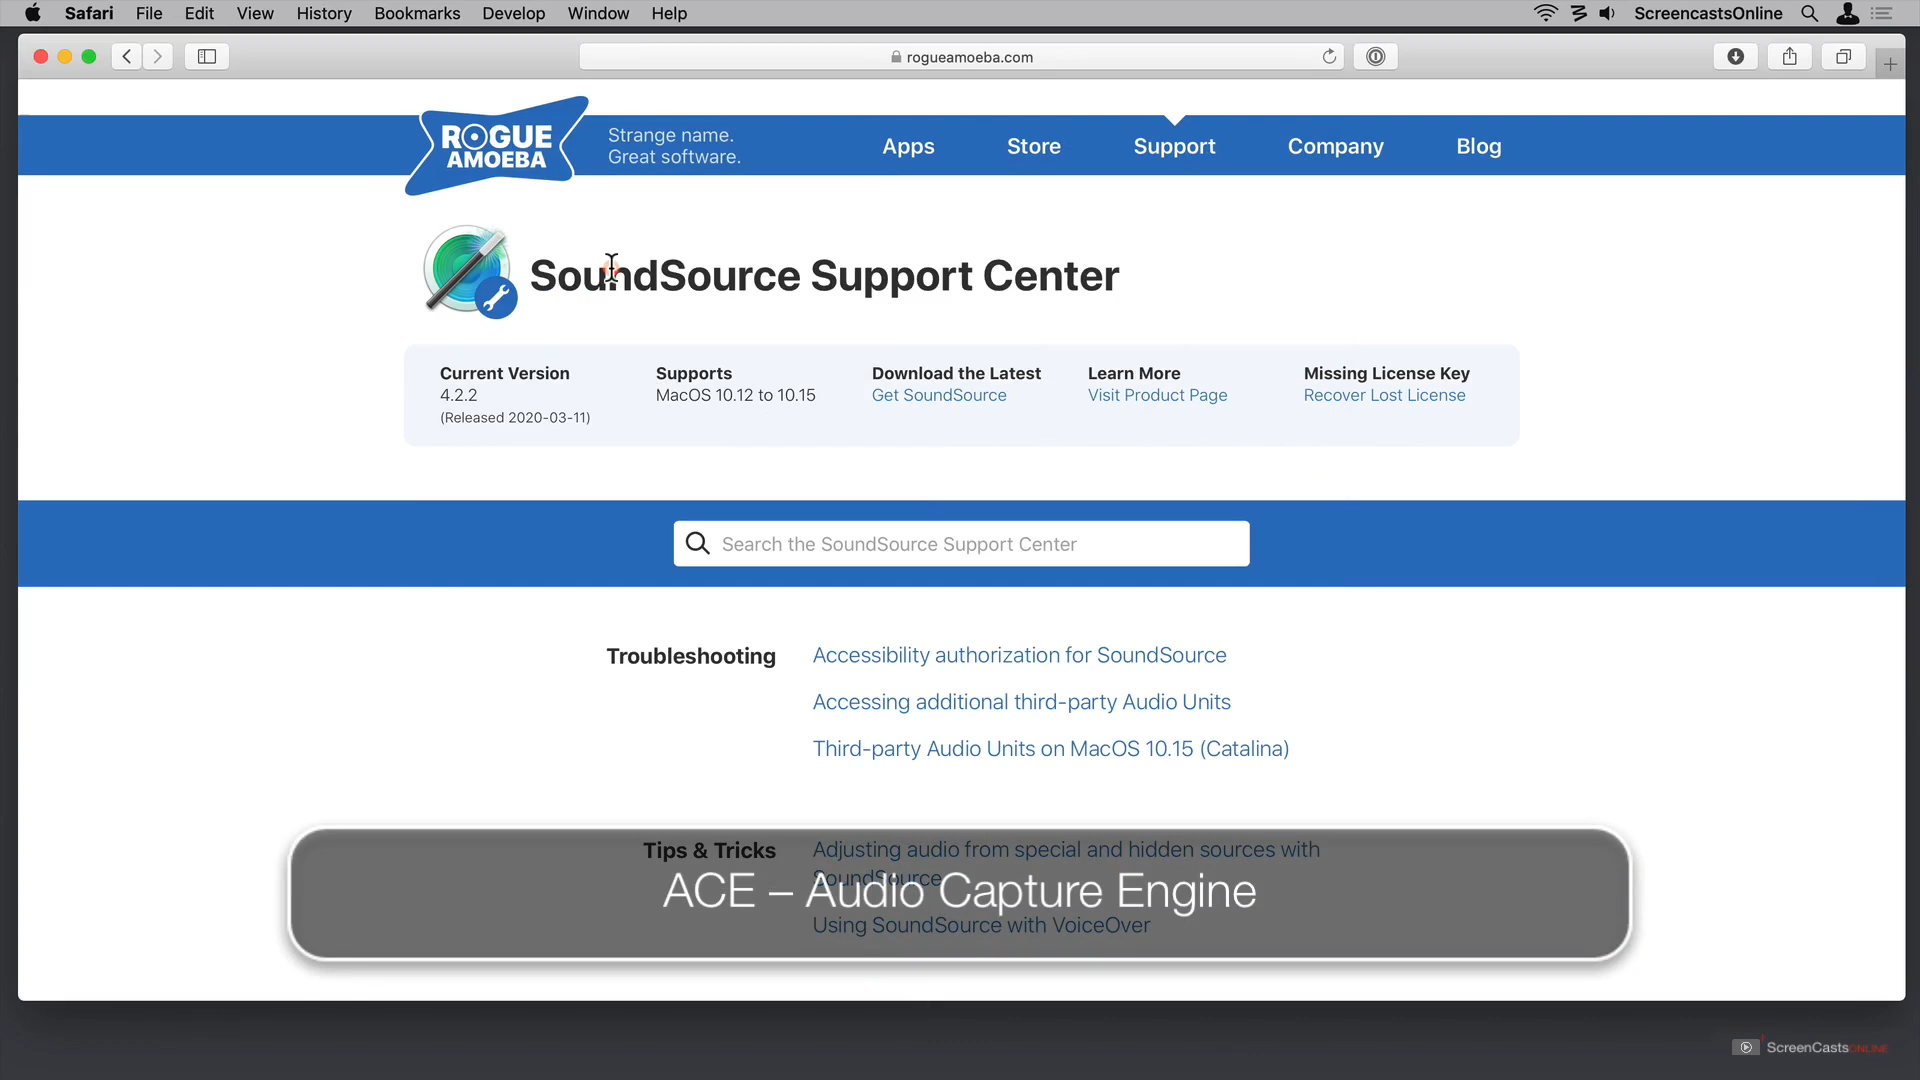 Safari File Edit View History Bookmarks Develop Window Help ScreencastsOnline
rogueamoeba.com
ROGUE AMOEBA
Strange name.
Great software.
Apps Store Support Company Blog
SoundSource Support Center
Current Version
4.2.2
(Released 2020-03-11)
Supports
MacOS 10.12 to 10.15
Download the Latest
Get SoundSource
Learn More
Visit Product Page
Missing License Key
Recover Lost License
Search the SoundSource Support Center
Troubleshooting
Accessibility authorization for SoundSource
Accessing additional third-party Audio Units
Third-party Audio Units on MacOS 10.15 (Catalina)
Tips & Tricks
Adjusting audio from special and hidden sources with
SoundSource
ACE – Audio Capture Engine
Using SoundSource with VoiceOver
ScreenCastsONLINE